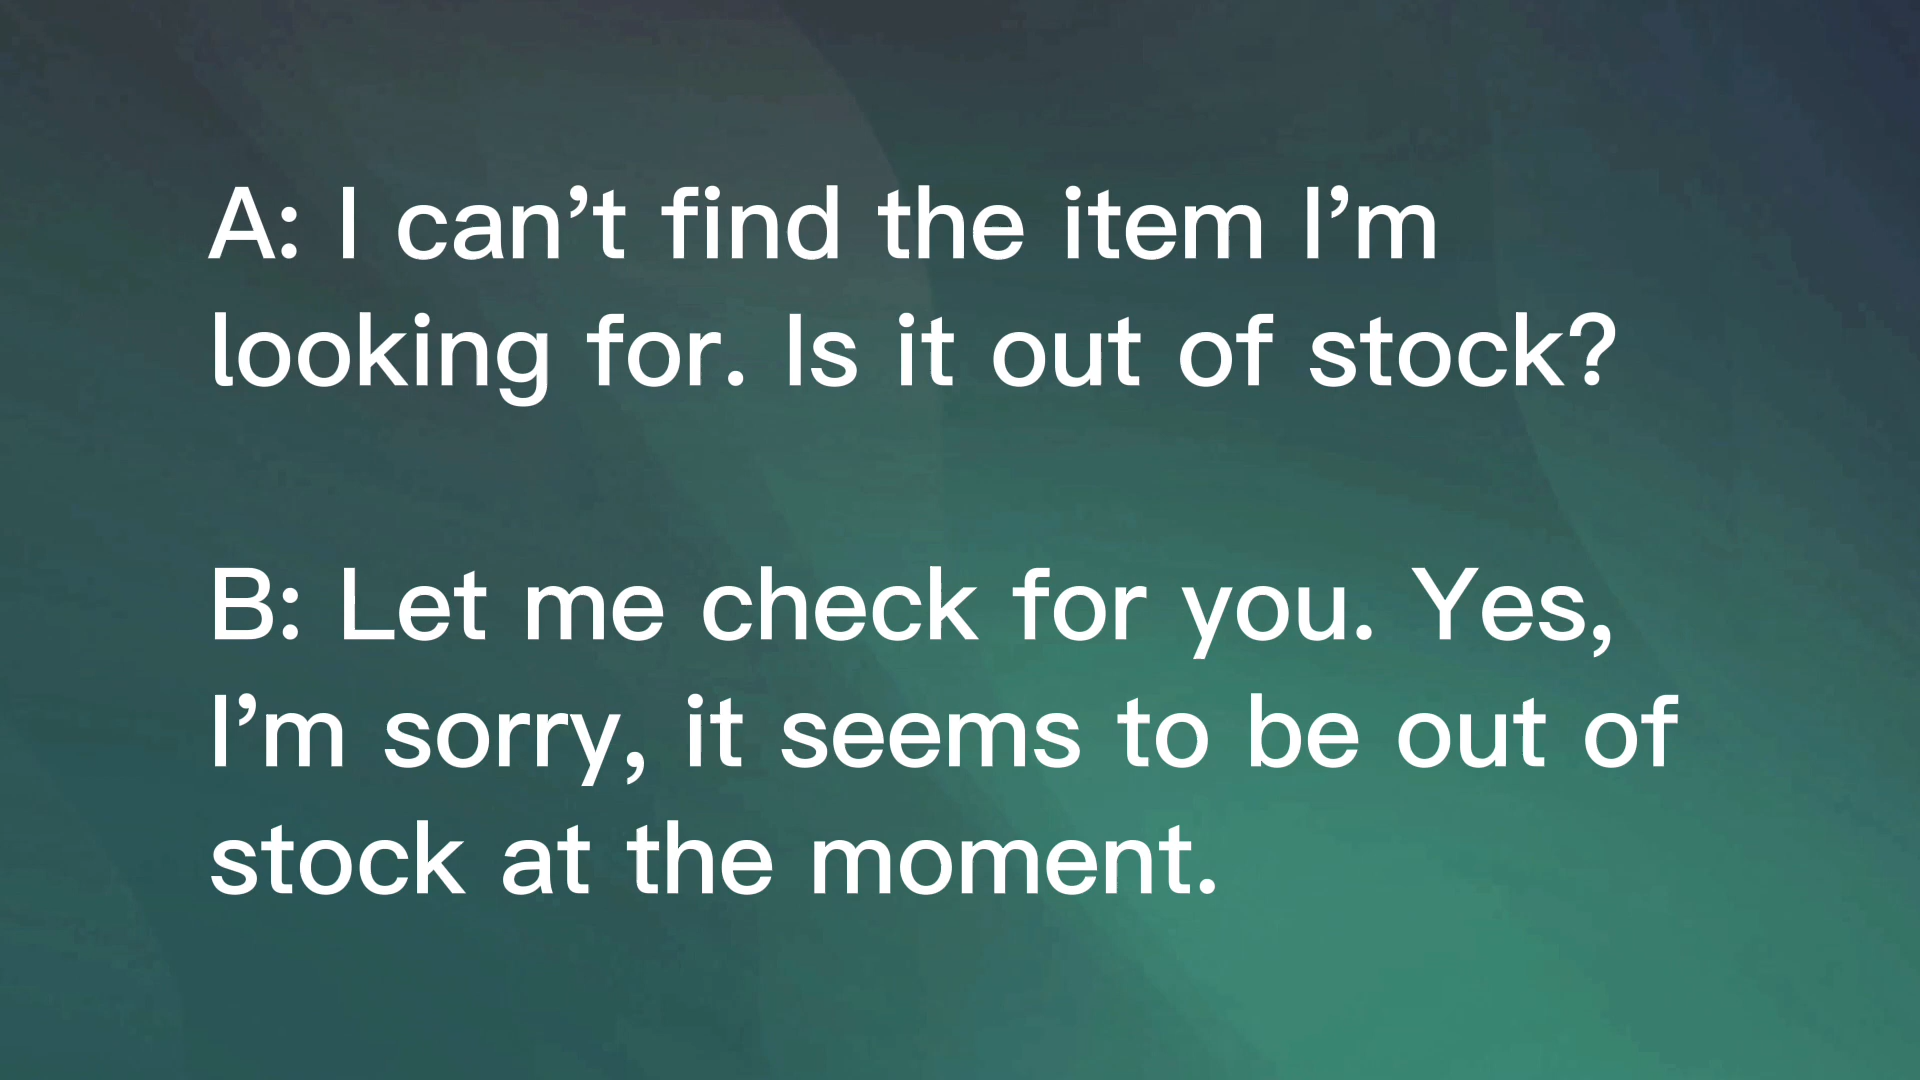 A: I can’t find the item I’m
looking for. Is it out of stock?
B: Let me check for you. Yes,
I’m sorry, it seems to be out of
stock at the moment.